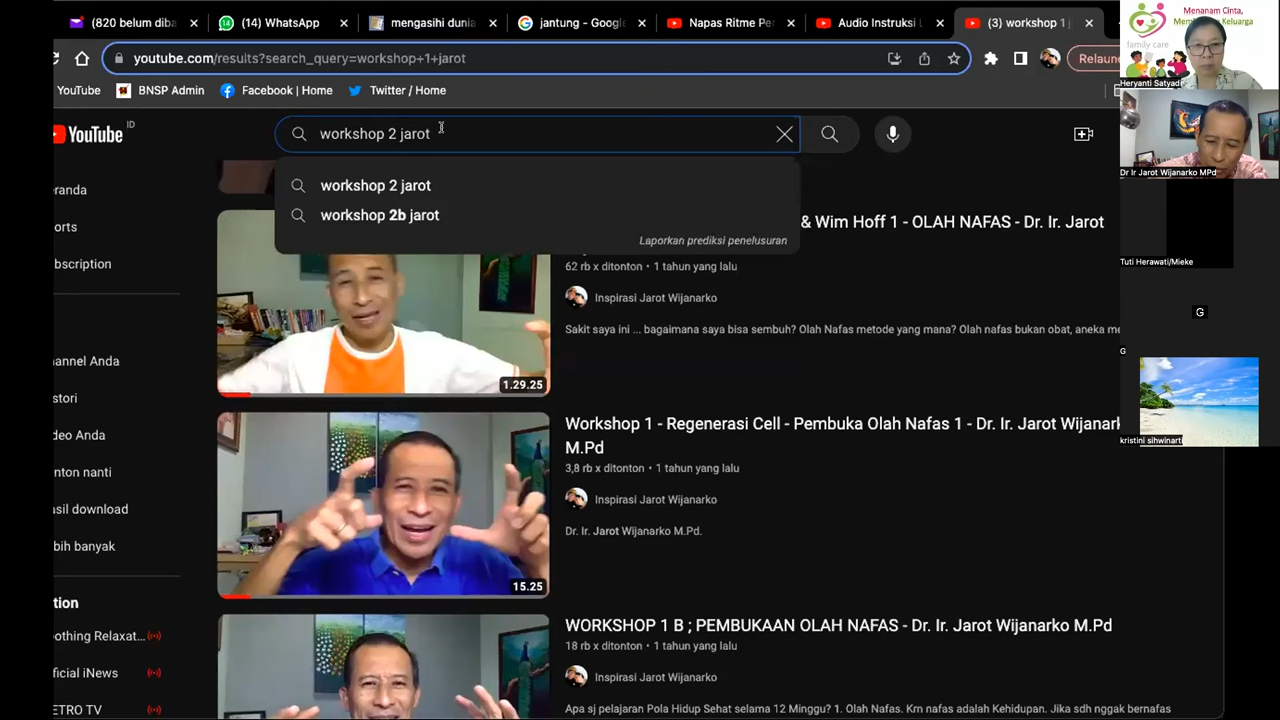 (820 belum diba
(14) WhatsApp
mengasihi dunia
jantung - Google
Napas Ritme Pe
Audio Instruksi
(3) workshop 1 j
youtube.com/results?search_query=workshop+1+jarot
Relaun
YouTube
BNSP Admin
Facebook | Home
Twitter / Home
YouTube ID
workshop 2 jarot
workshop 2 jarot
workshop 2b jarot
Laporkan prediksi penelusuran
eranda
orts
bscription
annel Anda
stori
deo Anda
nton nanti
asil download
bih banyak
tion
oothing Relaxat...
ficial iNews
ETRO TV
& Wim Hoff 1 - OLAH NAFAS - Dr. Ir. Jarot
62 rb x ditonton • 1 tahun yang lalu
Inspirasi Jarot Wijanarko
Sakit saya ini ... bagaimana saya bisa sembuh? Olah Nafas metode yang mana? Olah nafas bukan obat, aneka me
1.29.25
Workshop 1 - Regenerasi Cell - Pembuka Olah Nafas 1 - Dr. Ir. Jarot Wijanark
M.Pd
3,8 rb x ditonton • 1 tahun yang lalu
Inspirasi Jarot Wijanarko
Dr. Ir. Jarot Wijanarko M.Pd.
15.25
WORKSHOP 1 B ; PEMBUKAAN OLAH NAFAS - Dr. Ir. Jarot Wijanarko M.Pd
18 rb x ditonton • 1 tahun yang lalu
Inspirasi Jarot Wijanarko
Apa sj pelajaran Pola Hidup Sehat selama 12 Minggu? 1. Olah Nafas. Krn nafas adalah Kehidupan. Jika sdh nggak bernafas
Menanam Cinta,
Keluarga
family care
Heryanti Satyadi
Dr Ir Jarot Wijanarko MPd
Tuti Herawati/Mieke
G
G
kristini sihwinarti